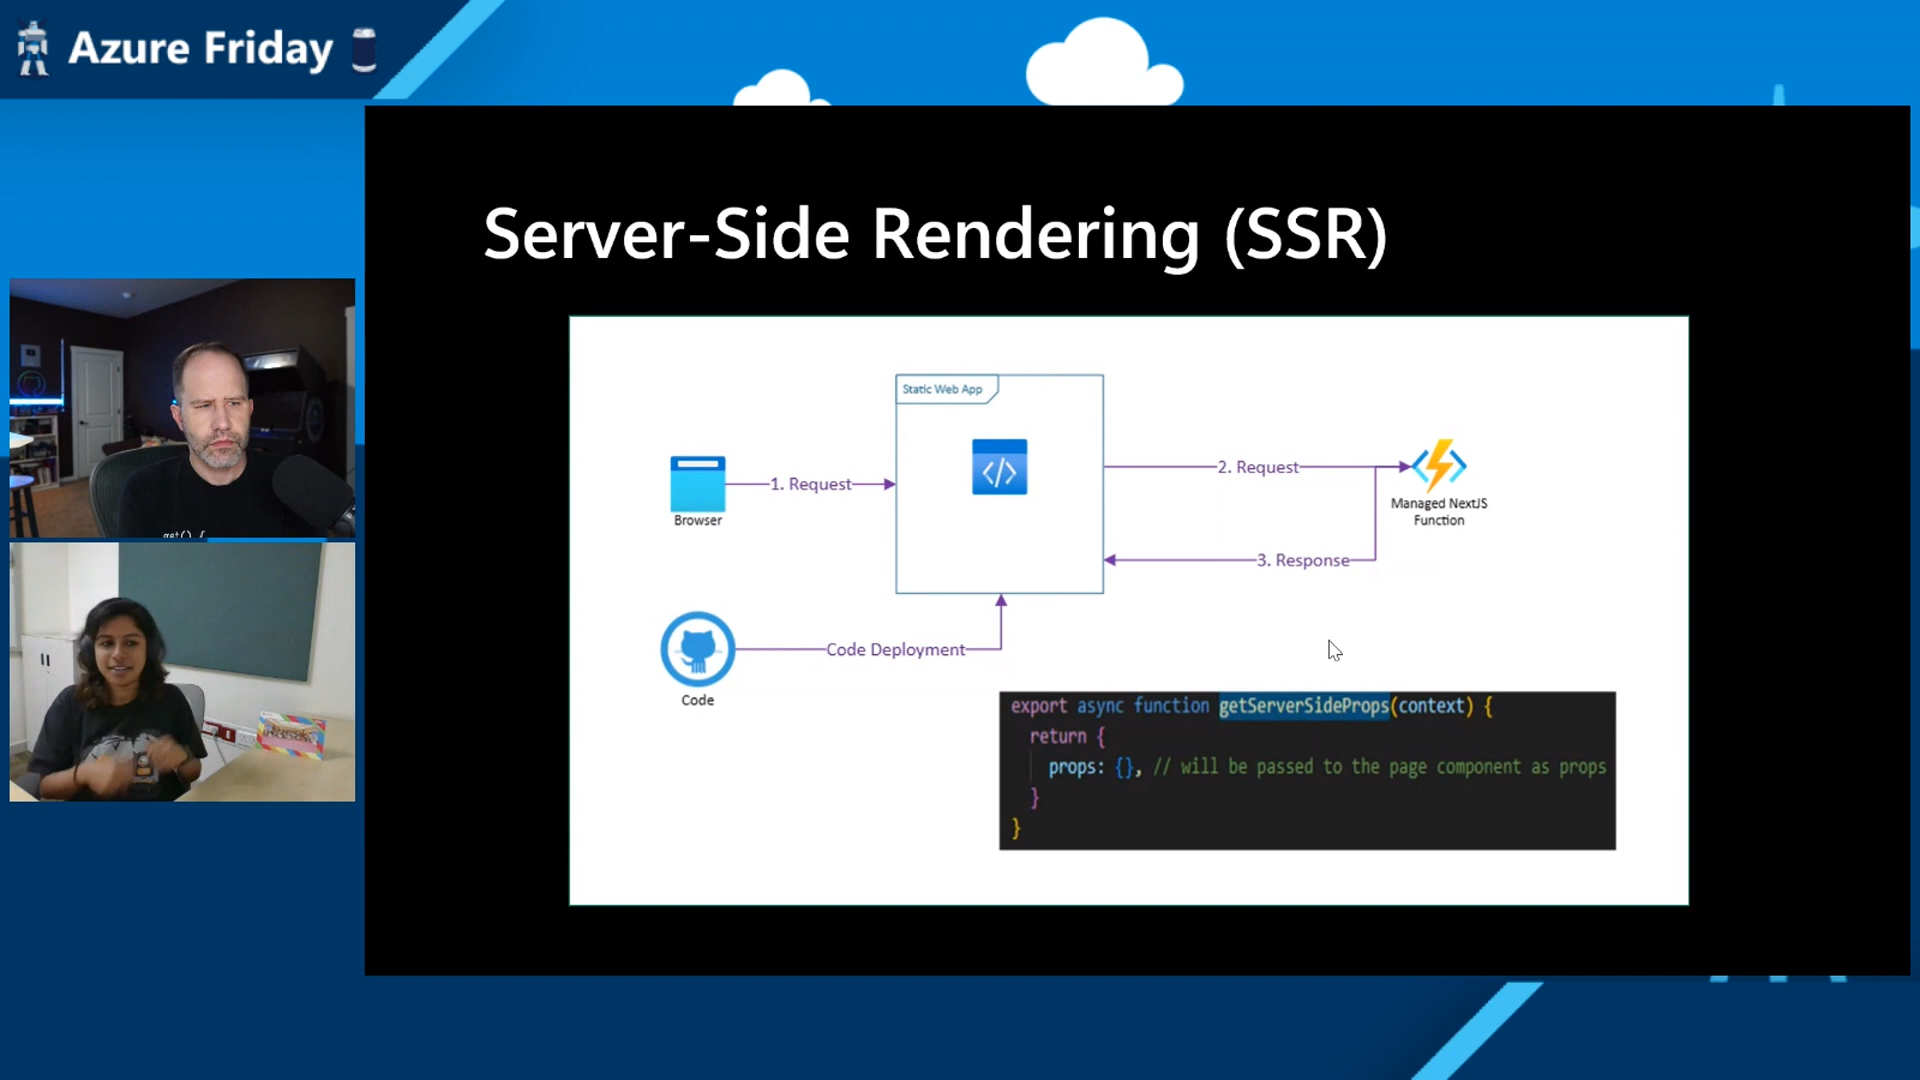 Azure Friday
Server-Side Rendering (SSR)
Static Web App
1. Request
2. Request
Browser
Managed NextJS
Function
3. Response
Code Deployment
Code
export async function getServerSideProps(context) {
return {
props: {}, // will be passed to the page component as props
}
}
get() {